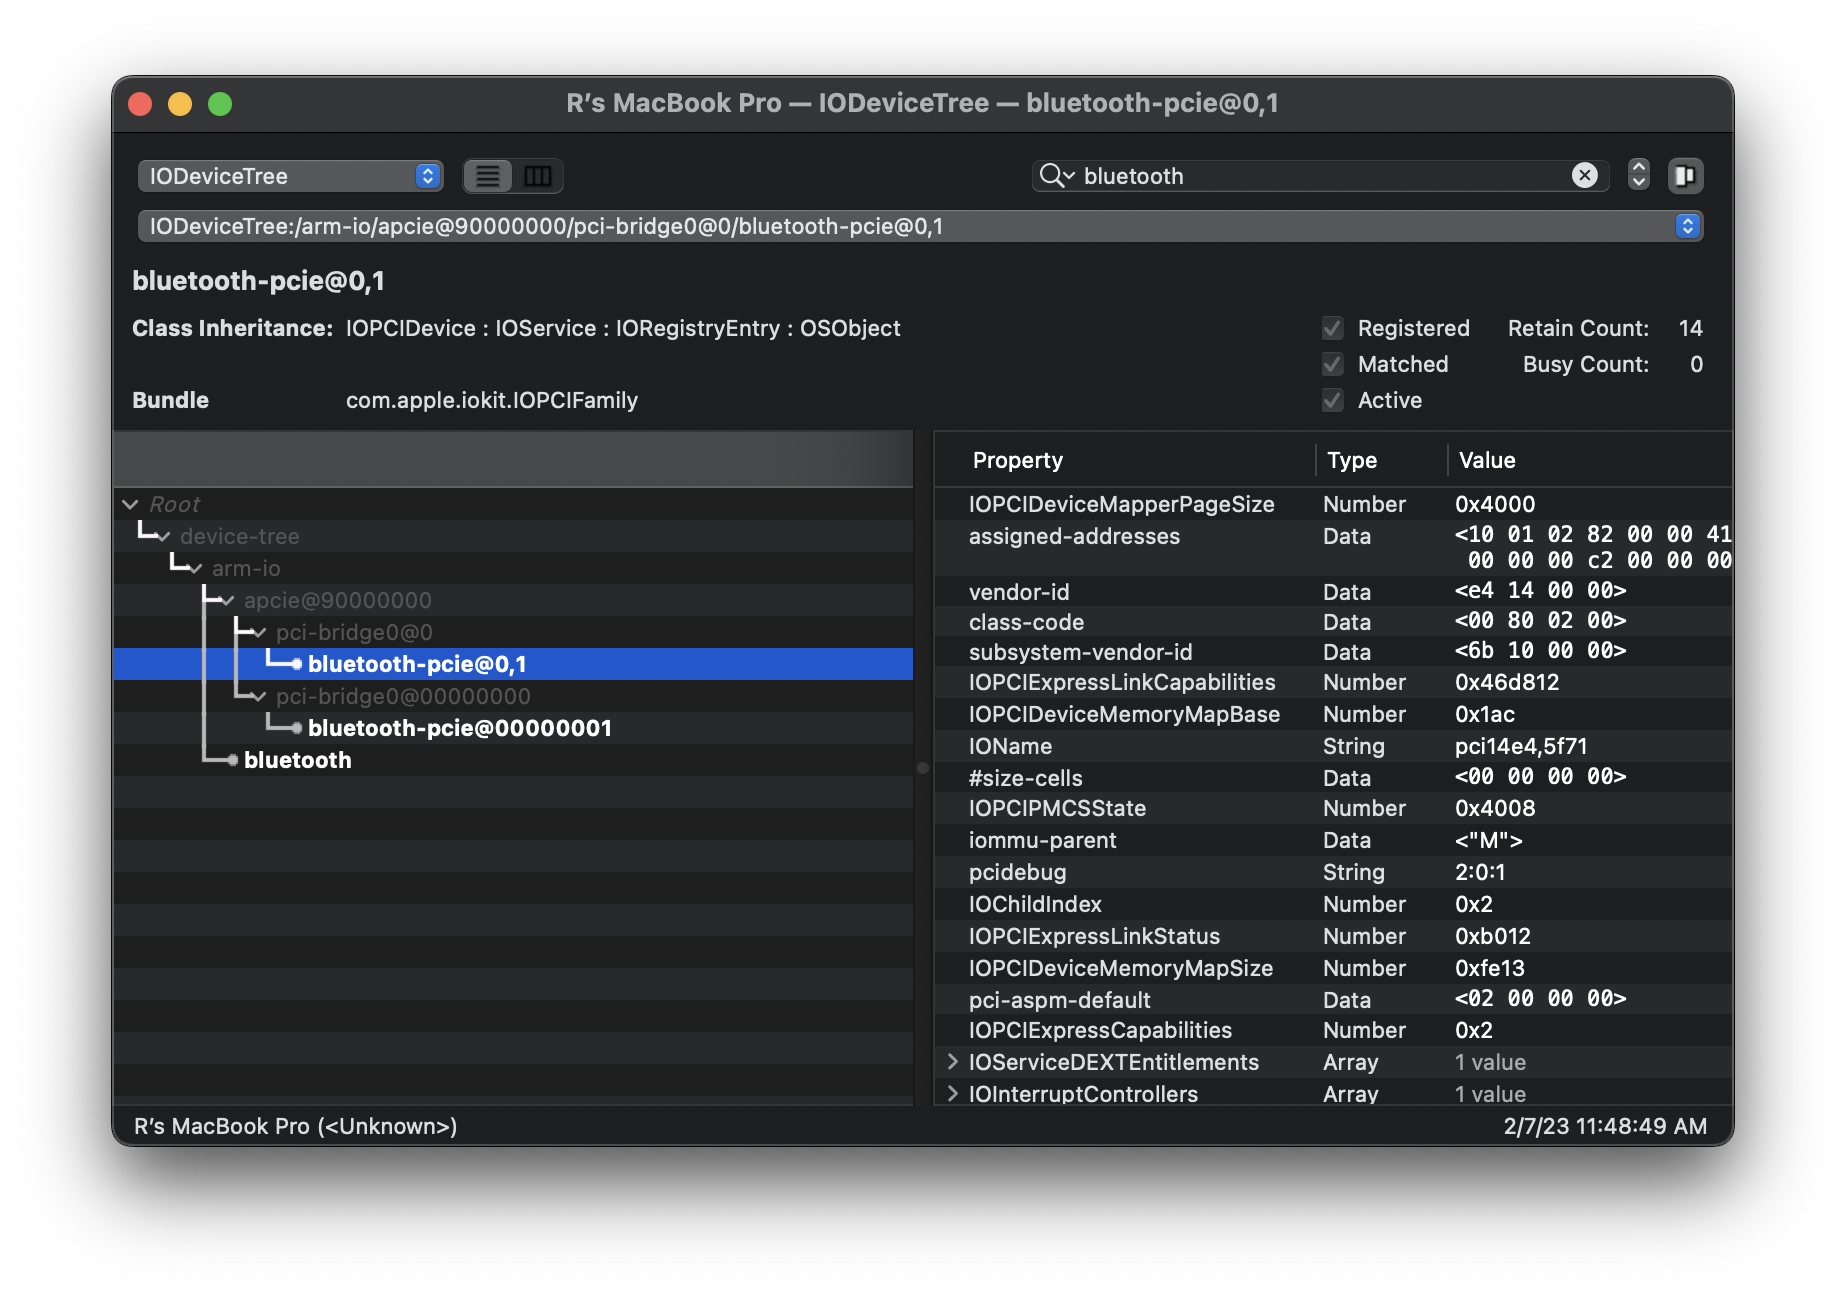 R’s MacBook Pro — IODeviceTree — bluetooth-pcie@0,1
IODeviceTree
bluetooth
IODeviceTree:/arm-io/apcie@90000000/pci-bridge0@0/bluetooth-pcie@0,1
bluetooth-pcie@0,1
Class Inheritance: IOPCIDevice : IOService : IORegistryEntry : OSObject
Registered Retain Count: 14
Matched Busy Count: 0
Bundle com.apple.iokit.IOPCIFamily
Active
Root
device-tree
arm-io
apcie@90000000
pci-bridge0@0
bluetooth-pcie@0,1
pci-bridge0@00000000
bluetooth-pcie@00000001
bluetooth
Property Type Value
IOPCIDeviceMapperPageSize Number 0x4000
assigned-addresses Data <10 01 02 82 00 00 41
00 00 00 c2 00 00 00
vendor-id Data <e4 14 00 00>
class-code Data <00 80 02 00>
subsystem-vendor-id Data <6b 10 00 00>
IOPCIExpressLinkCapabilities Number 0x46d812
IOPCIDeviceMemoryMapBase Number 0x1ac
IOName String pci14e4,5f71
#size-cells Data <00 00 00 00>
IOPCIPMCSState Number 0x4008
iommu-parent Data <"M">
pcidebug String 2:0:1
IOChildIndex Number 0x2
IOPCIExpressLinkStatus Number 0xb012
IOPCIDeviceMemoryMapSize Number 0xfe13
pci-aspm-default Data <02 00 00 00>
IOPCIExpressCapabilities Number 0x2
IOServiceDEXTEntitlements Array 1 value
IOInterruptControllers Array 1 value
R’s MacBook Pro (<Unknown>)
2/7/23 11:48:49 AM